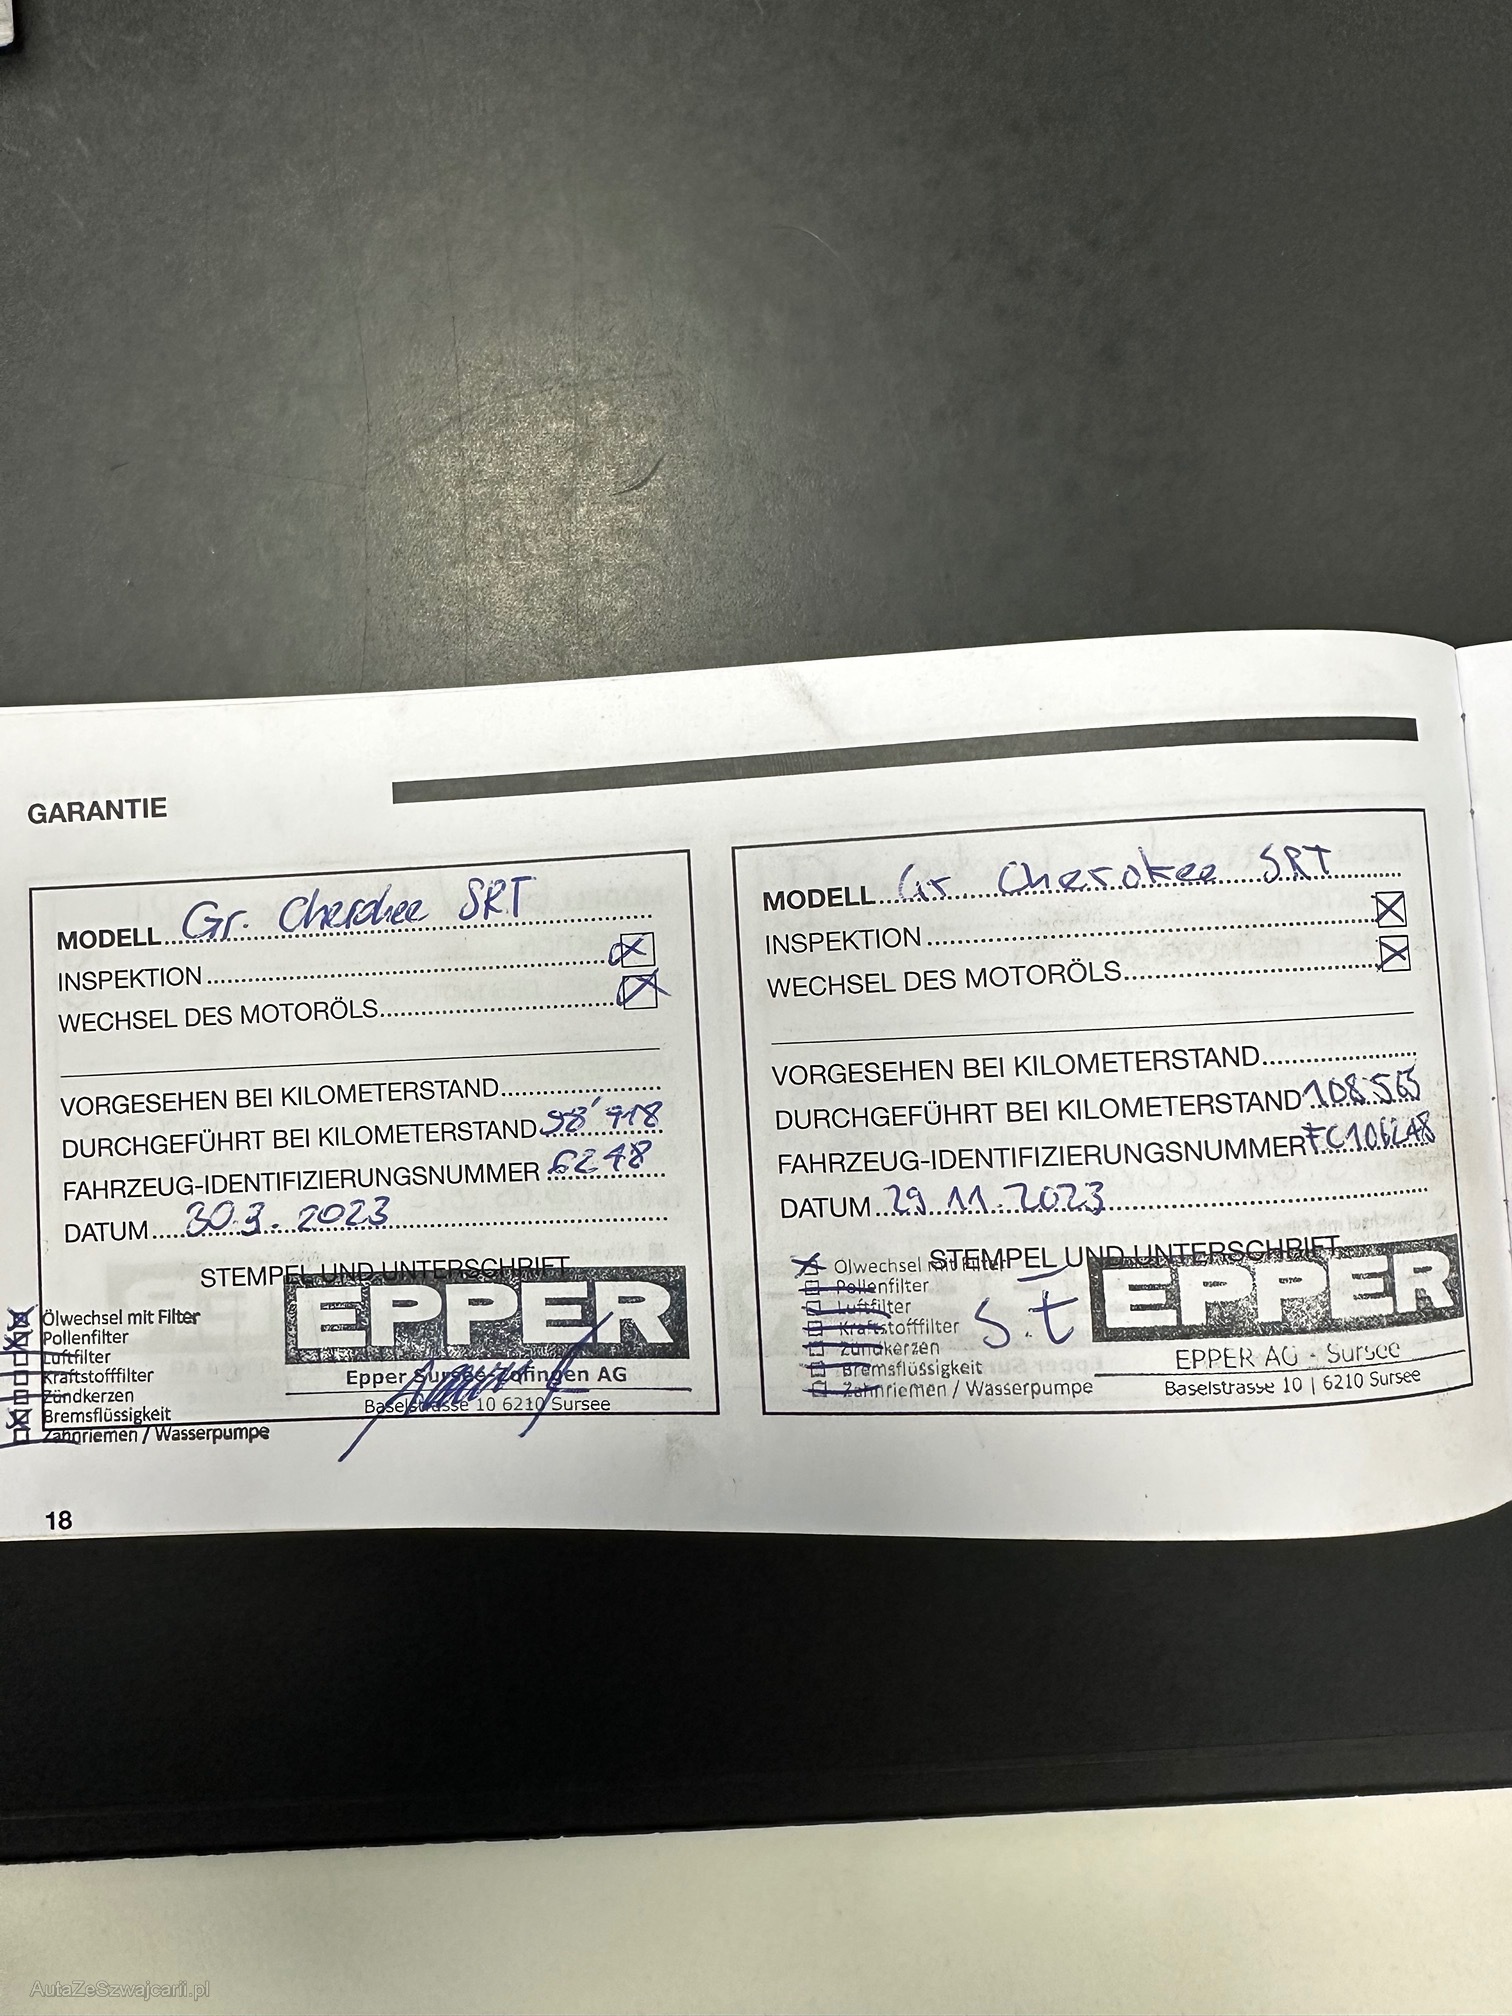 GARANTIE
MODELL Gr. Cherokee SRT
INSPEKTION
WECHSEL DES MOTORÖLS
VORGESEHEN BEI KILOMETERSTAND
DURCHGEFÜHRT BEI KILOMETERSTAND 98'918
FAHRZEUG-IDENTIFIZIERUNGSNUMMER 6248
DATUM 30.3.2023
STEMPEL UND UNTERSCHRIFT
EPPER
Epper Sursee-Zofingen AG
Baselstrasse 10 6210 Sursee
Ölwechsel mit Filter
Pollenfilter
Luftfilter
Kraftstofffilter
Zündkerzen
Bremsflüssigkeit
Zahnriemen / Wasserpumpe
18
MODELL Gr. Cherokee SRT
INSPEKTION
WECHSEL DES MOTORÖLS
VORGESEHEN BEI KILOMETERSTAND
DURCHGEFÜHRT BEI KILOMETERSTAND 108'565
FAHRZEUG-IDENTIFIZIERUNGSNUMMER FC106248
DATUM 29.11.2023
STEMPEL UND UNTERSCHRIFT
Ölwechsel mit Filter
Pollenfilter
Luftfilter
Kraftstofffilter
Zündkerzen
Bremsflüssigkeit
Zahnriemen / Wasserpumpe
S.t
EPPER
EPPER AG - Sursee
Baselstrasse 10 | 6210 Sursee
AutaZeSzwajcarii.pl